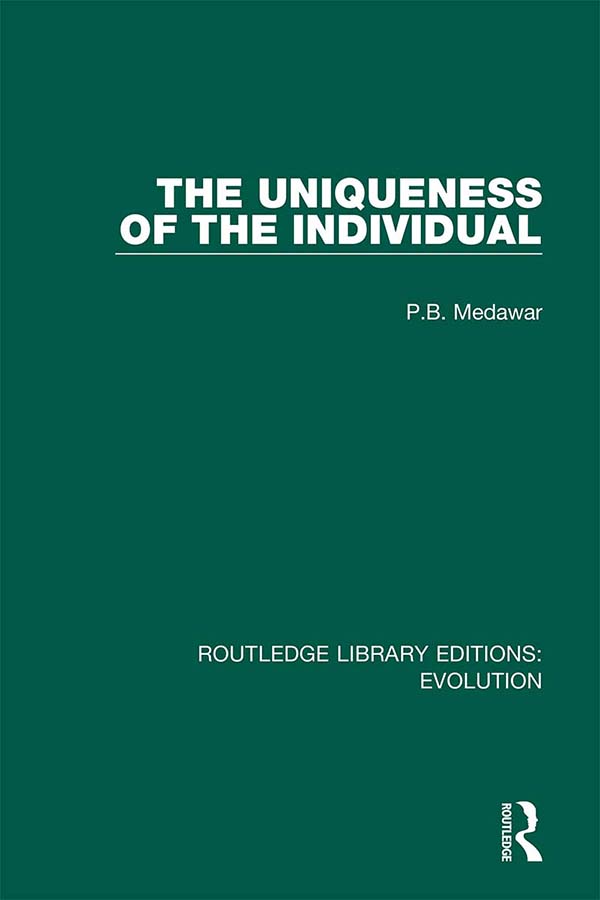 THE UNIQUENESS
OF THE INDIVIDUAL
P.B. Medawar
ROUTLEDGE LIBRARY EDITIONS:
EVOLUTION
ROUTLEDGE